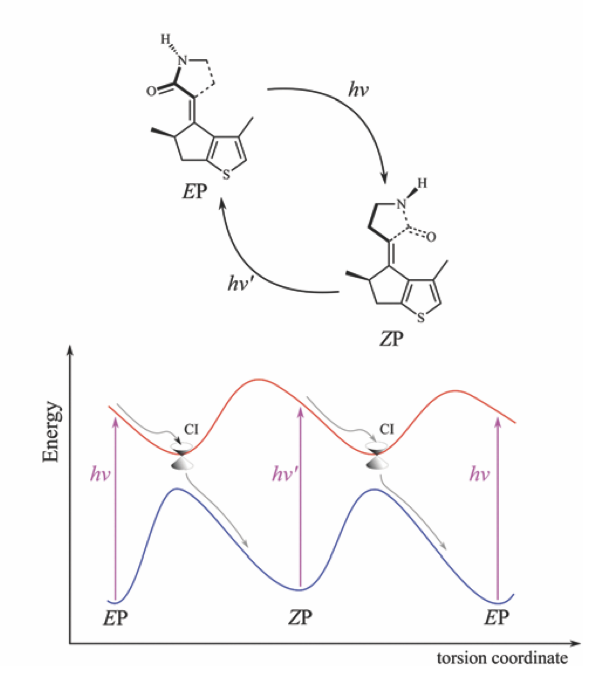 H
N
O
S
EP
hν
H
N
O
S
ZP
hν'
Energy
CI
CI
hν
hν'
hν
EP
ZP
EP
torsion coordinate